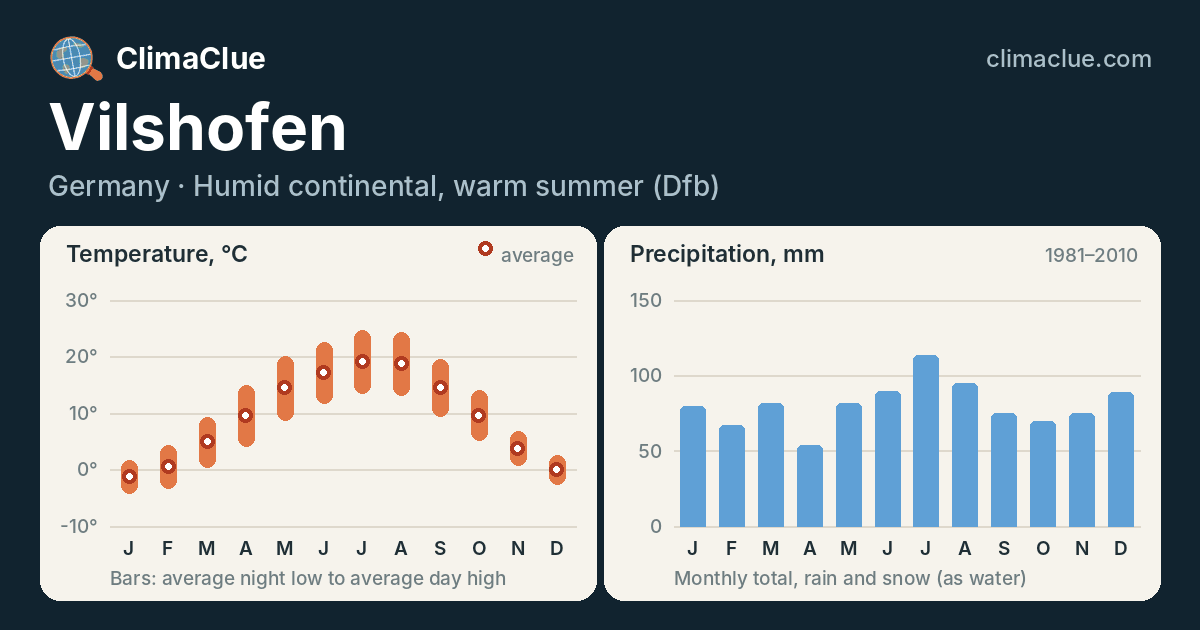 ClimaClue
climaclue.com
Vilshofen
Germany · Humid continental, warm summer (Dfb)
Temperature, °C
average
30°
20°
10°
0°
-10°
J F M A M J J A S O N D
Bars: average night low to average day high
Precipitation, mm
1981–2010
150
100
50
0
J F M A M J J A S O N D
Monthly total, rain and snow (as water)